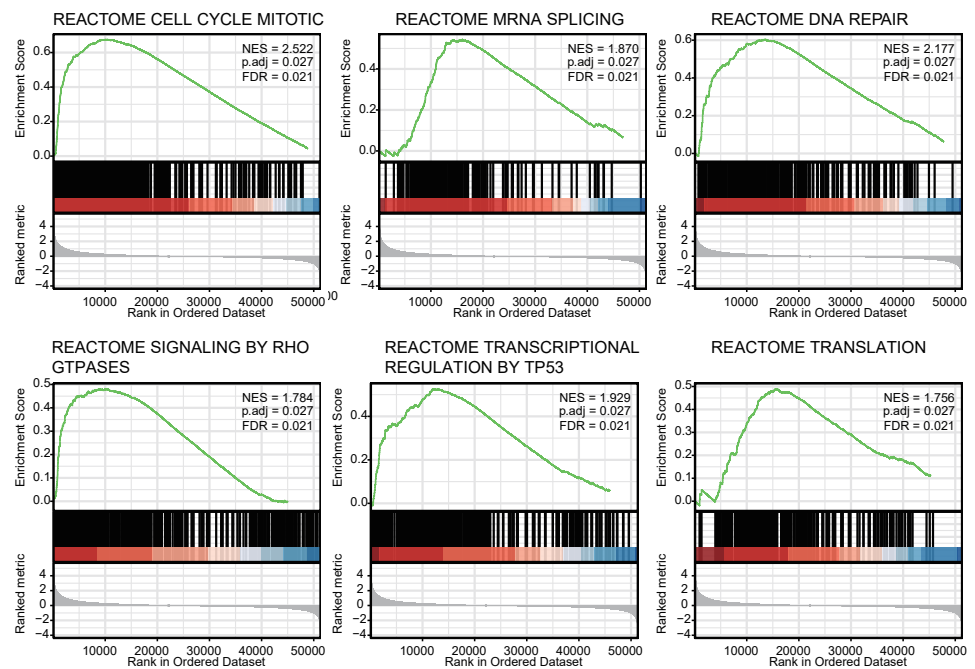 REACTOME CELL CYCLE MITOTIC
Enrichment Score
0.6
0.4
0.2
0.0
NES = 2.522
p.adj = 0.027
FDR = 0.021
Ranked metric
4
2
0
−2
−4
10000 20000 30000 40000 50000
Rank in Ordered Dataset
00
REACTOME MRNA SPLICING
Enrichment Score
0.4
0.2
0.0
NES = 1.870
p.adj = 0.027
FDR = 0.021
Ranked metric
4
2
0
−2
−4
10000 20000 30000 40000 50000
Rank in Ordered Dataset
REACTOME DNA REPAIR
Enrichment Score
0.6
0.4
0.2
0.0
NES = 2.177
p.adj = 0.027
FDR = 0.021
Ranked metric
4
2
0
−2
−4
10000 20000 30000 40000 50000
Rank in Ordered Dataset
REACTOME SIGNALING BY RHO
GTPASES
Enrichment Score
0.5
0.4
0.3
0.2
0.1
0.0
NES = 1.784
p.adj = 0.027
FDR = 0.021
Ranked metric
4
2
0
−2
−4
10000 20000 30000 40000 50000
Rank in Ordered Dataset
REACTOME TRANSCRIPTIONAL
REGULATION BY TP53
Enrichment Score
0.4
0.2
0.0
NES = 1.929
p.adj = 0.027
FDR = 0.021
Ranked metric
4
2
0
−2
−4
10000 20000 30000 40000 50000
Rank in Ordered Dataset
REACTOME TRANSLATION
Enrichment Score
0.5
0.4
0.3
0.2
0.1
0.0
NES = 1.756
p.adj = 0.027
FDR = 0.021
Ranked metric
4
2
0
−2
−4
10000 20000 30000 40000 50000
Rank in Ordered Dataset